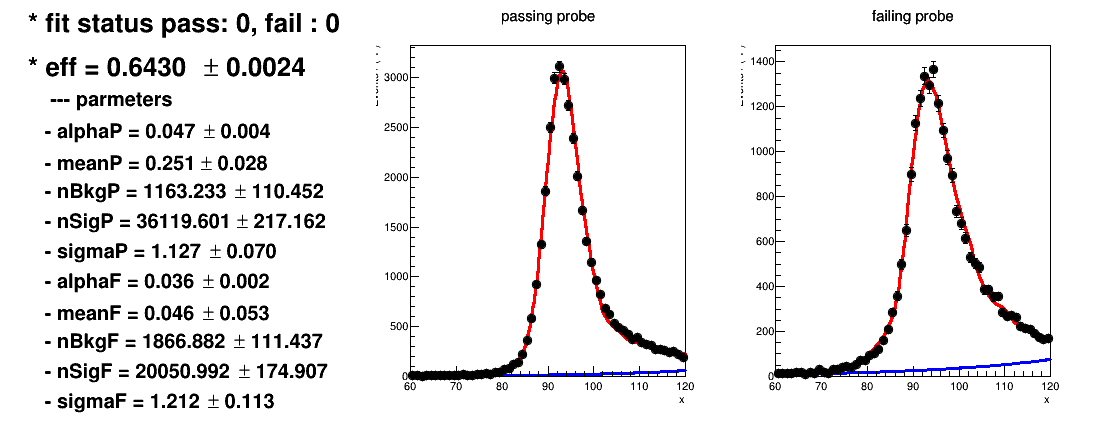 * fit status pass: 0, fail : 0
* eff = 0.6430 ± 0.0024
--- parmeters
- alphaP = 0.047 ± 0.004
- meanP = 0.251 ± 0.028
- nBkgP = 1163.233 ± 110.452
- nSigP = 36119.601 ± 217.162
- sigmaP = 1.127 ± 0.070
- alphaF = 0.036 ± 0.002
- meanF = 0.046 ± 0.053
- nBkgF = 1866.882 ± 111.437
- nSigF = 20050.992 ± 174.907
- sigmaF = 1.212 ± 0.113
passing probe
3000
2500
2000
1500
1000
500
0
60 70 80 90 100 110 120
x
failing probe
1400
1200
1000
800
600
400
200
0
60 70 80 90 100 110 120
x